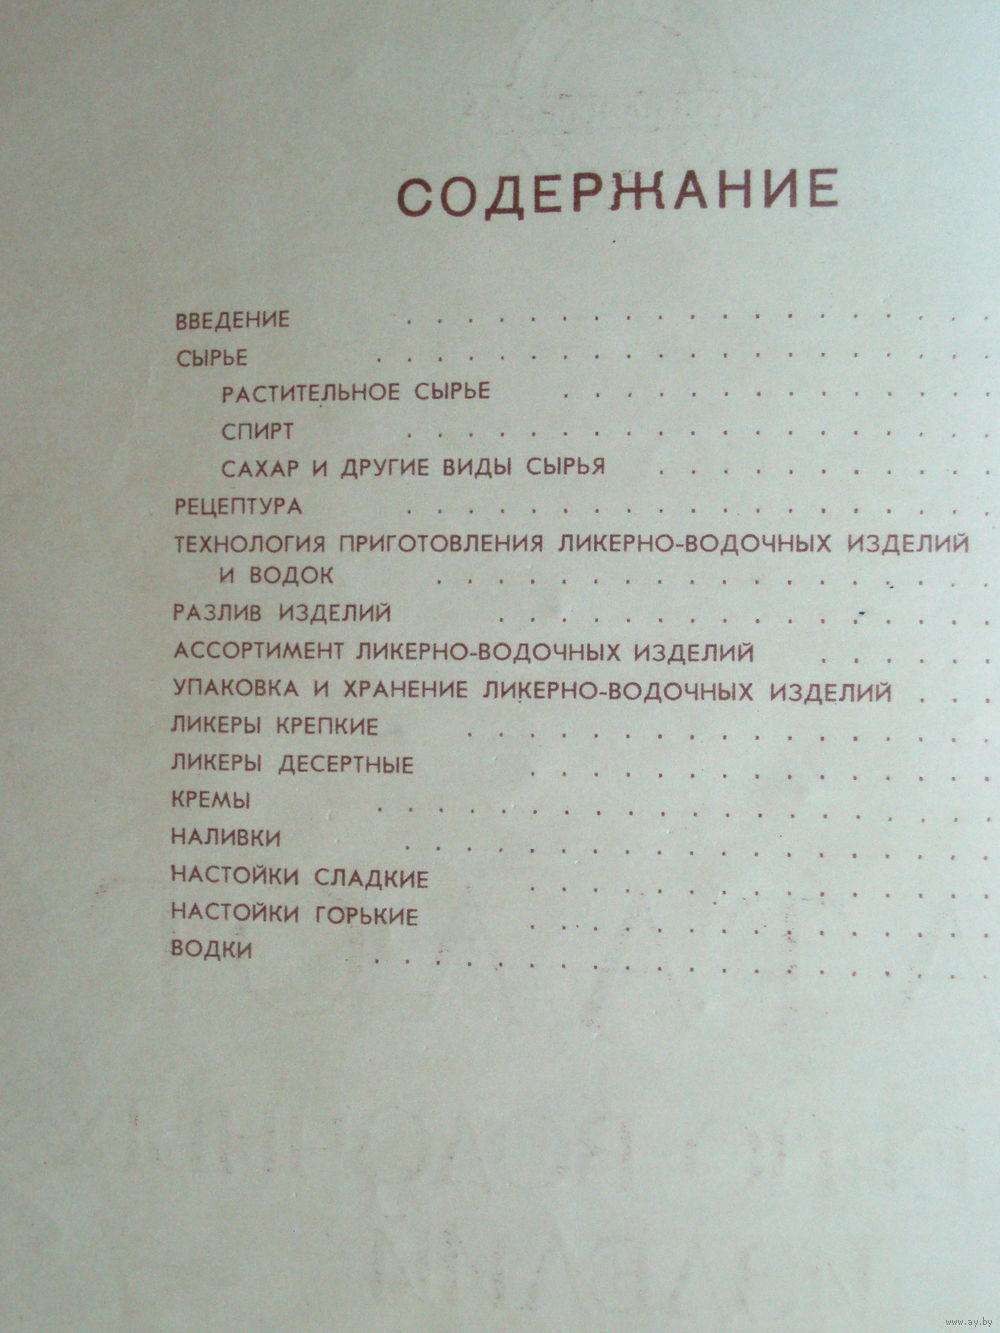 СОДЕРЖАНИЕ
ВВЕДЕНИЕ
СЫРЬЕ
РАСТИТЕЛЬНОЕ СЫРЬЕ
СПИРТ
САХАР И ДРУГИЕ ВИДЫ СЫРЬЯ
РЕЦЕПТУРА
ТЕХНОЛОГИЯ ПРИГОТОВЛЕНИЯ ЛИКЕРНО-ВОДОЧНЫХ ИЗДЕЛИЙ
И ВОДОК
РАЗЛИВ ИЗДЕЛИЙ
АССОРТИМЕНТ ЛИКЕРНО-ВОДОЧНЫХ ИЗДЕЛИЙ
УПАКОВКА И ХРАНЕНИЕ ЛИКЕРНО-ВОДОЧНЫХ ИЗДЕЛИЙ
ЛИКЕРЫ КРЕПКИЕ
ЛИКЕРЫ ДЕСЕРТНЫЕ
КРЕМЫ
НАЛИВКИ
НАСТОЙКИ СЛАДКИЕ
НАСТОЙКИ ГОРЬКИЕ
ВОДКИ
www.ay.by